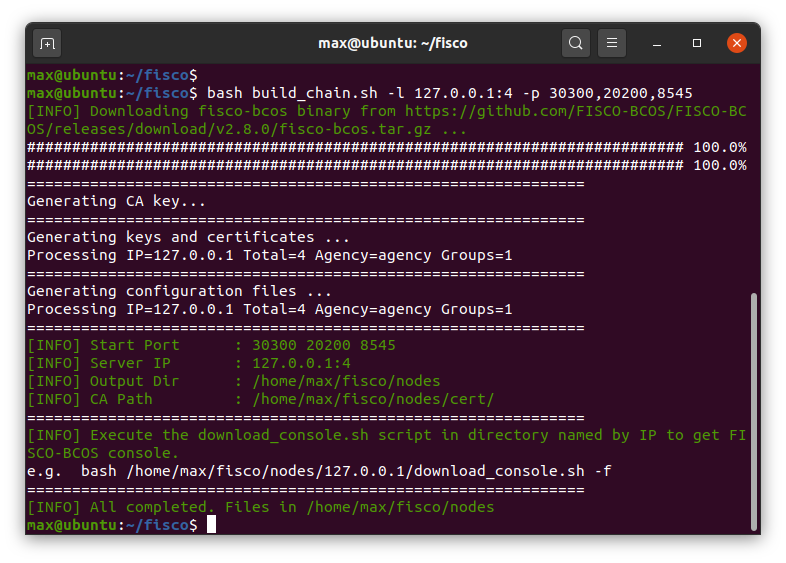 max@ubuntu: ~/fisco
max@ubuntu:~/fisco$
max@ubuntu:~/fisco$ bash build_chain.sh -l 127.0.0.1:4 -p 30300,20200,8545
[INFO] Downloading fisco-bcos binary from https://github.com/FISCO-BCOS/FISCO-BC
OS/releases/download/v2.8.0/fisco-bcos.tar.gz ...
######################################################################### 100.0%
######################################################################### 100.0%
==============================================================
Generating CA key...
==============================================================
Generating keys and certificates ...
Processing IP=127.0.0.1 Total=4 Agency=agency Groups=1
==============================================================
Generating configuration files ...
Processing IP=127.0.0.1 Total=4 Agency=agency Groups=1
==============================================================
[INFO] Start Port      : 30300 20200 8545
[INFO] Server IP       : 127.0.0.1:4
[INFO] Output Dir      : /home/max/fisco/nodes
[INFO] CA Path         : /home/max/fisco/nodes/cert/
==============================================================
[INFO] Execute the download_console.sh script in directory named by IP to get FI
SCO-BCOS console.
e.g.  bash /home/max/fisco/nodes/127.0.0.1/download_console.sh -f
==============================================================
[INFO] All completed. Files in /home/max/fisco/nodes
max@ubuntu:~/fisco$